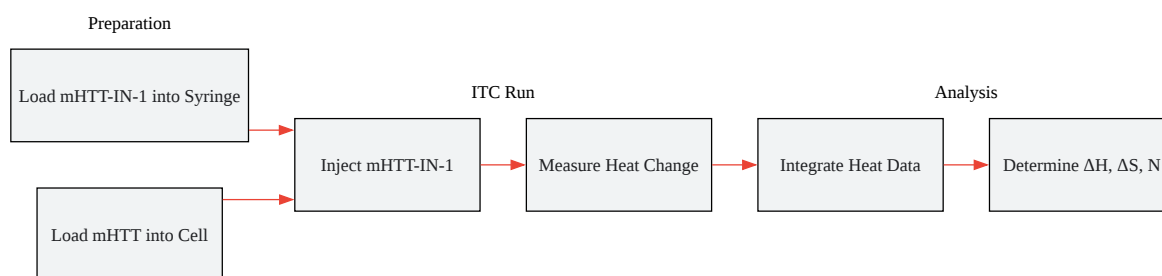 Preparation
Load mHTT-IN-1 into Syringe
Load mHTT into Cell
ITC Run
Inject mHTT-IN-1
Measure Heat Change
Analysis
Integrate Heat Data
Determine ΔH, ΔS, N